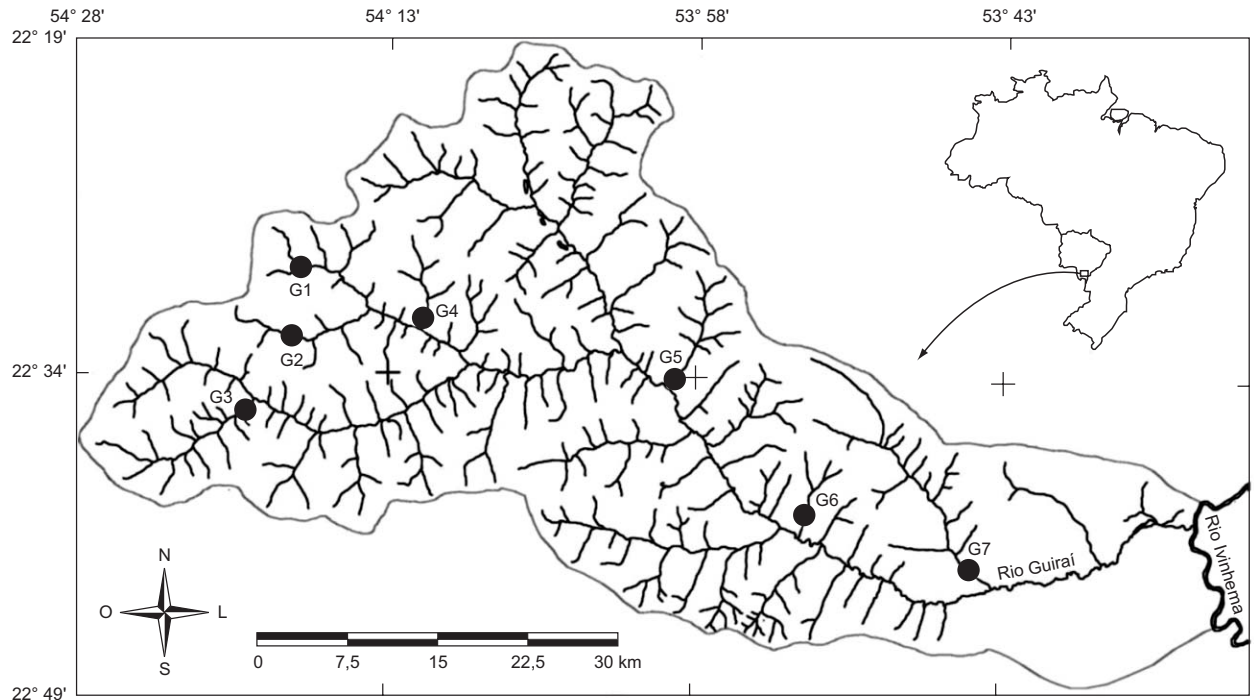 54° 28'
54° 13'
53° 58'
53° 43'
22° 19'
G1
G4
G2
G5
22° 34'
G3
G6
G7
Rio Guiraí
Rio Ivinhema
N
O
L
S
0
7,5
15
22,5
30 km
22° 49'